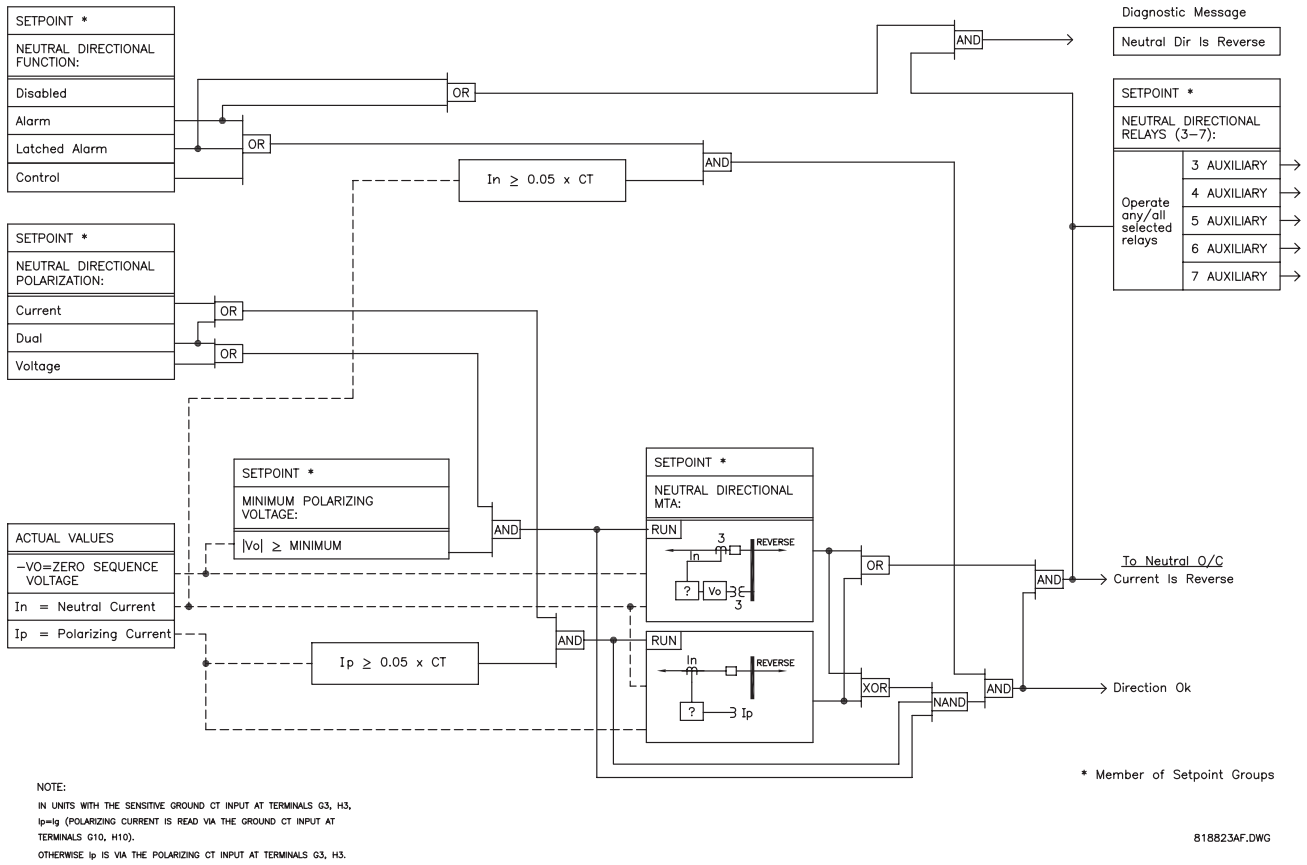 SETPOINT *
NEUTRAL DIRECTIONAL
FUNCTION:
Disabled
Alarm
Latched Alarm
Control
OR
OR
AND
In ≥ 0.05 x CT
AND
Diagnostic Message
Neutral Dir Is Reverse
SETPOINT *
NEUTRAL DIRECTIONAL
RELAYS (3-7):
Operate
any/all
selected
relays
3 AUXILIARY
4 AUXILIARY
5 AUXILIARY
6 AUXILIARY
7 AUXILIARY
SETPOINT *
NEUTRAL DIRECTIONAL
POLARIZATION:
Current
Dual
Voltage
OR
OR
SETPOINT *
MINIMUM POLARIZING
VOLTAGE:
|Vo| ≥ MINIMUM
AND
SETPOINT *
NEUTRAL DIRECTIONAL
MTA:
RUN
3
REVERSE
In
? Vo
3
ACTUAL VALUES
-VO=ZERO SEQUENCE
VOLTAGE
In = Neutral Current
Ip = Polarizing Current
Ip ≥ 0.05 x CT
AND
RUN
In
REVERSE
? Ip
OR
XOR
NAND
AND
AND
To Neutral O/C
Current Is Reverse
Direction Ok
* Member of Setpoint Groups
NOTE:
IN UNITS WITH THE SENSITIVE GROUND CT INPUT AT TERMINALS G3, H3,
Ip=Ig (POLARIZING CURRENT IS READ VIA THE GROUND CT INPUT AT
TERMINALS G10, H10).
OTHERWISE Ip IS VIA THE POLARIZING CT INPUT AT TERMINALS G3, H3.
818823AF.DWG